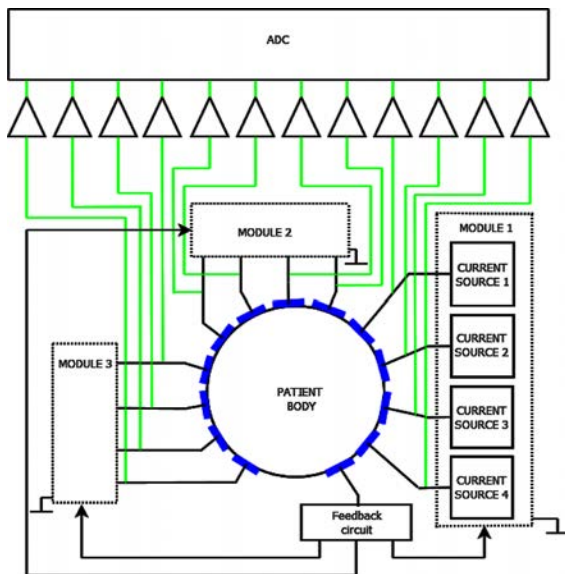 ADC
MODULE 2
MODULE 1
CURRENT
SOURCE 1
CURRENT
SOURCE 2
MODULE 3
PATIENT
BODY
CURRENT
SOURCE 3
CURRENT
SOURCE 4
Feedback
circuit